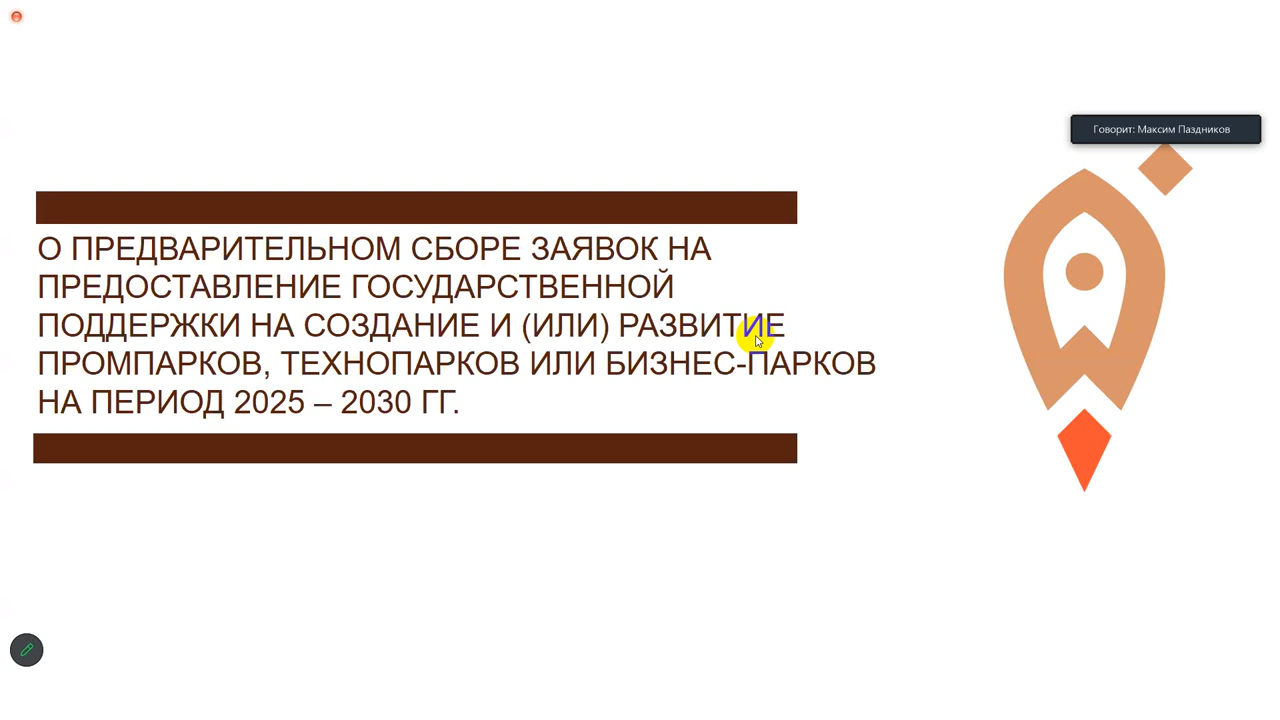 Говорит: Максим Паздников
О ПРЕДВАРИТЕЛЬНОМ СБОРЕ ЗАЯВОК НА
ПРЕДОСТАВЛЕНИЕ ГОСУДАРСТВЕННОЙ
ПОДДЕРЖКИ НА СОЗДАНИЕ И (ИЛИ) РАЗВИТИЕ
ПРОМПАРКОВ, ТЕХНОПАРКОВ ИЛИ БИЗНЕС-ПАРКОВ
НА ПЕРИОД 2025 – 2030 ГГ.